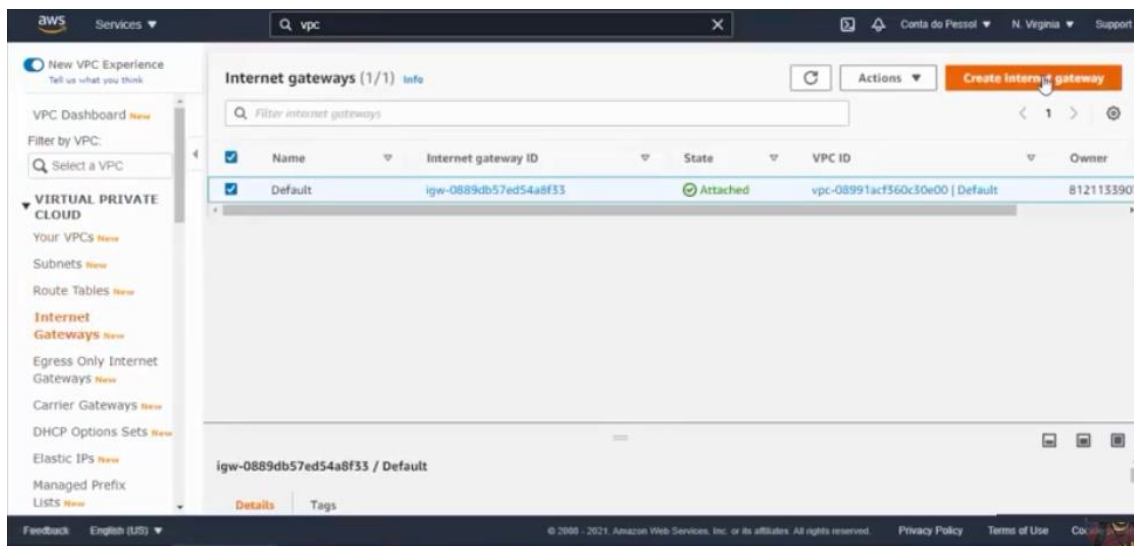 aws Services ▼ vpc Conta do Pessol ▼ N. Virginia ▼ Support
New VPC Experience
Tell us what you think
VPC Dashboard New
Filter by VPC:
Select a VPC
VIRTUAL PRIVATE
CLOUD
Your VPCs New
Subnets New
Route Tables New
Internet
Gateways New
Egress Only Internet
Gateways New
Carrier Gateways New
DHCP Options Sets New
Elastic IPs New
Managed Prefix
Lists New
Internet gateways (1/1) Info
Actions ▼
Create internet gateway
Filter internet gateways
1
Name Internet gateway ID State VPC ID Owner
Default igw-0889db57ed54a8f33 Attached vpc-08991acf360c30e00 | Default 812113390
igw-0889db57ed54a8f33 / Default
Details Tags
Feedback English (US) ▼ © 2008 - 2021, Amazon Web Services, Inc. or its affiliates. All rights reserved. Privacy Policy Terms of Use